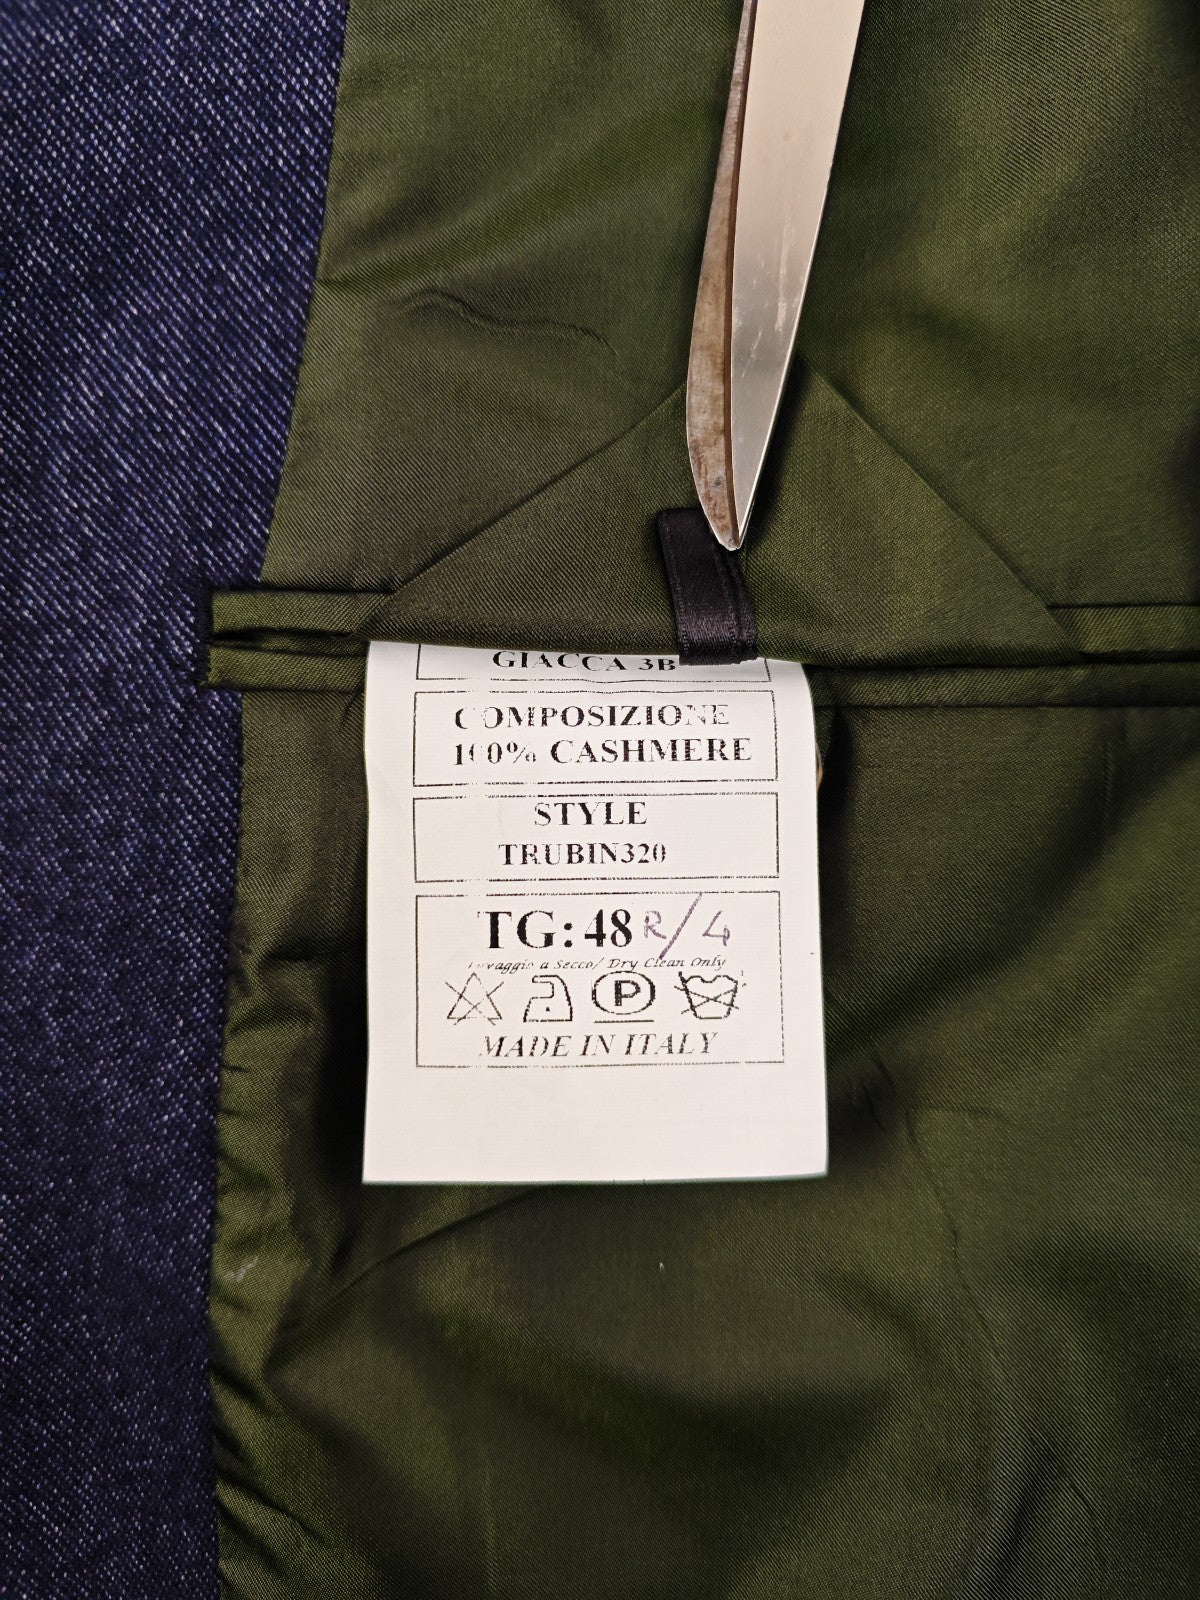 GIACCA 3B
COMPOSIZIONE
100% CASHMERE
STYLE
TRUBIN320
TG: 48 R/4
Lavaggio a Secco/ Dry Clean Only
P
MADE IN ITALY